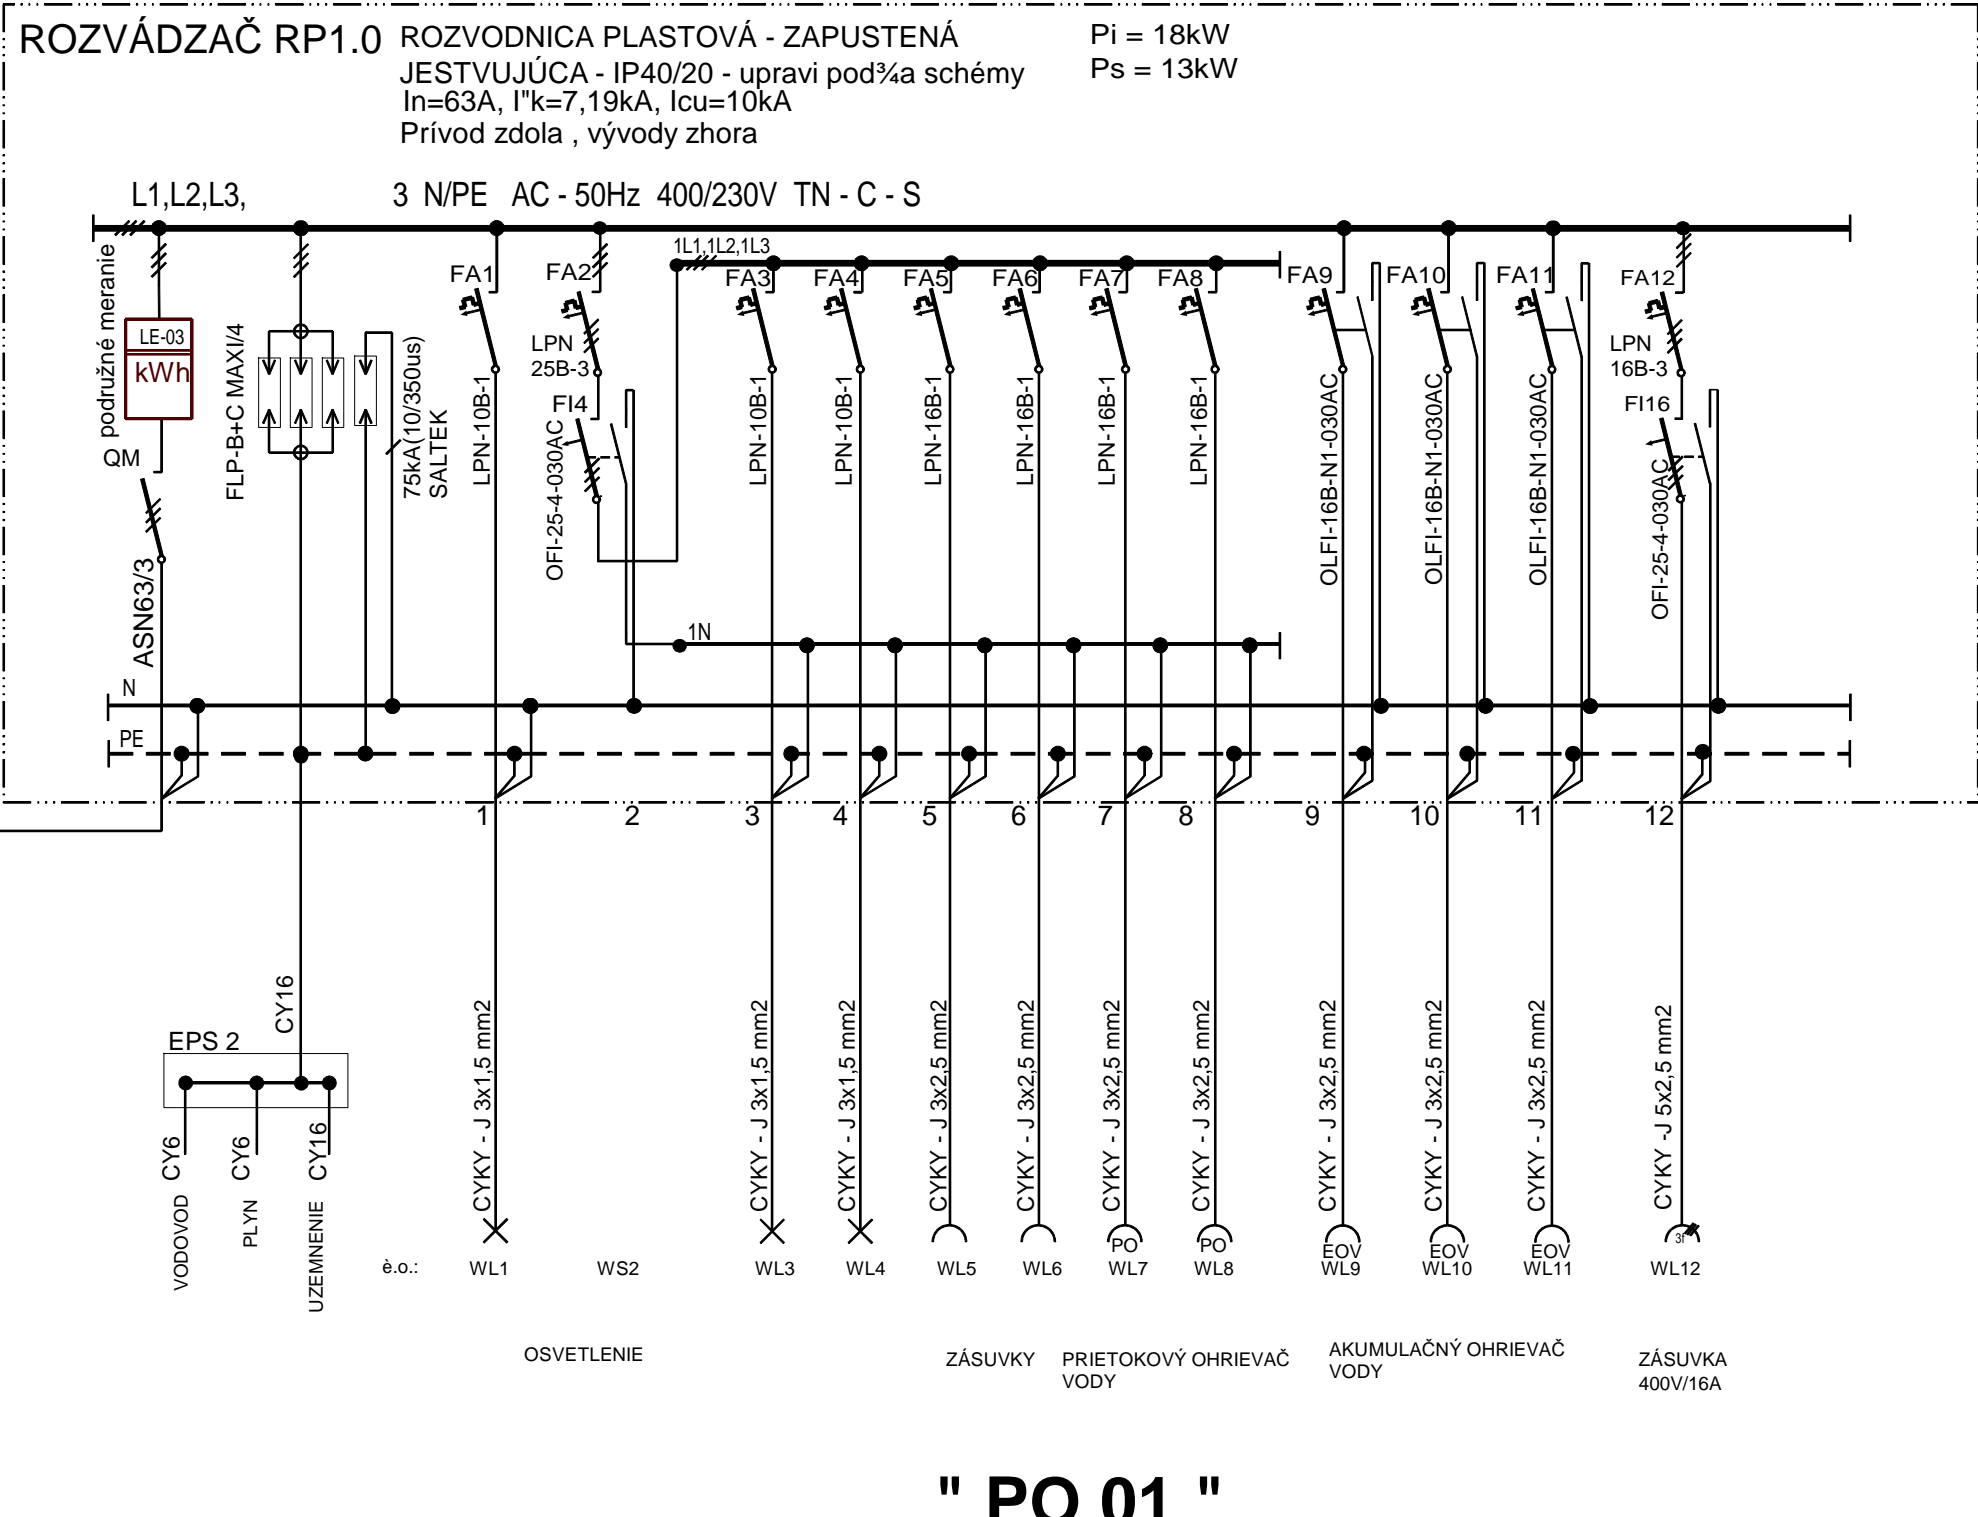 ROZVÁDZAČ RP1.0
ROZVODNICA PLASTOVÁ - ZAPUSTENÁ
JESTVUJÚCA - IP40/20 - upravi pod¾a schémy
In=63A, I"k=7,19kA, Icu=10kA
Prívod zdola , vývody zhora
Pi = 18kW
Ps = 13kW
L1,L2,L3,
3 N/PE AC - 50Hz 400/230V TN - C - S
1L1,1L2,1L3
podružné meranie
LE-03
kWh
QM
ASN63/3
FLP-B+C MAXI/4
75kA(10/350us)
SALTEK
FA1
LPN-10B-1
FA2
LPN
25B-3
FI4
OFI-25-4-030AC
FA3
LPN-10B-1
FA4
LPN-10B-1
FA5
LPN-16B-1
FA6
LPN-16B-1
FA7
LPN-16B-1
FA8
LPN-16B-1
FA9
OLFI-16B-N1-030AC
FA10
OLFI-16B-N1-030AC
FA11
OLFI-16B-N1-030AC
FA12
LPN
16B-3
FI16
OFI-25-4-030AC
1N
N
PE
1
2
3
4
5
6
7
8
9
10
11
12
CY16
EPS 2
CY6
CY6
CY16
VODOVOD
PLYN
UZEMNENIE
CYKY - J 3x1,5 mm2
CYKY - J 3x1,5 mm2
CYKY - J 3x1,5 mm2
CYKY - J 3x2,5 mm2
CYKY - J 3x2,5 mm2
CYKY - J 3x2,5 mm2
CYKY - J 3x2,5 mm2
CYKY - J 3x2,5 mm2
CYKY - J 3x2,5 mm2
CYKY - J 3x2,5 mm2
CYKY -J 5x2,5 mm2
PO
PO
EOV
EOV
EOV
3f
è.o.:
WL1
WS2
WL3
WL4
WL5
WL6
WL7
WL8
WL9
WL10
WL11
WL12
OSVETLENIE
ZÁSUVKY
PRIETOKOVÝ OHRIEVAČ
VODY
AKUMULAČNÝ OHRIEVAČ
VODY
ZÁSUVKA
400V/16A
" PO 01 "